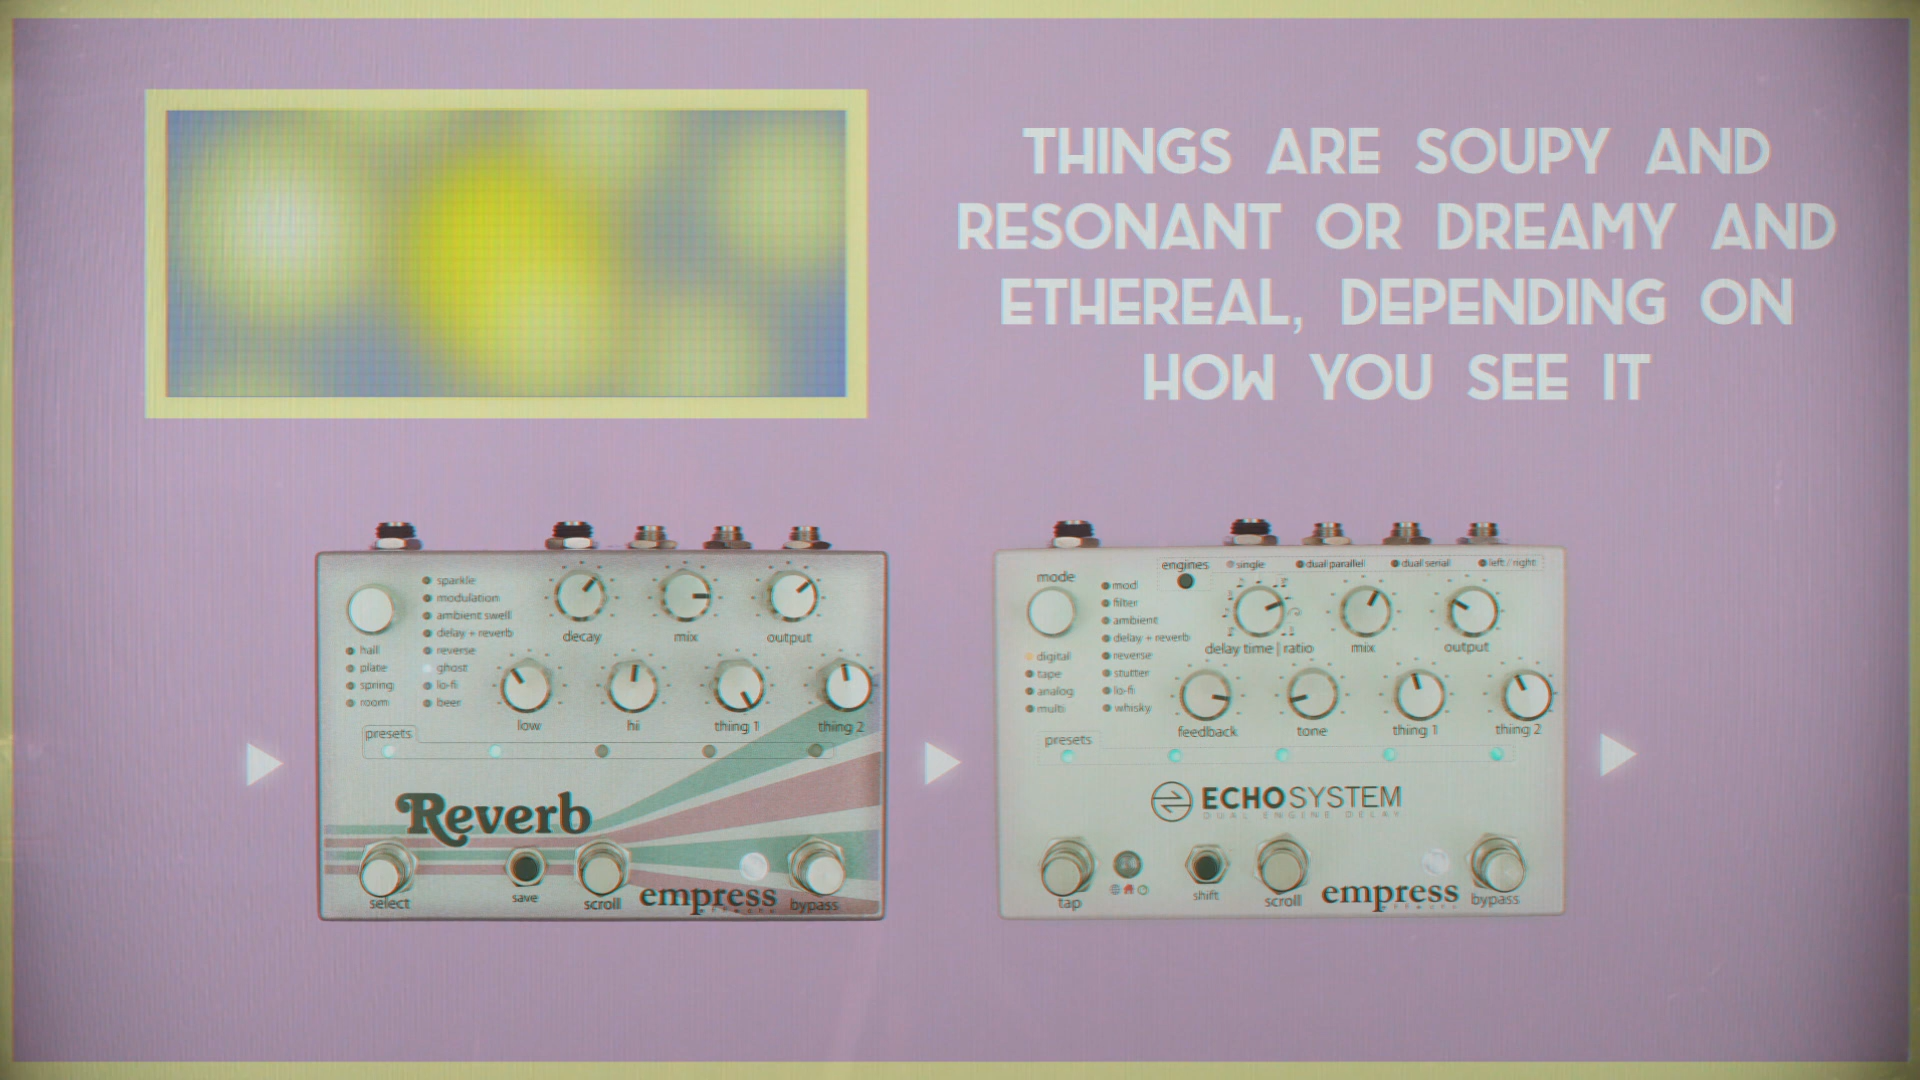 THINGS ARE SOUPY AND
RESONANT OR DREAMY AND
ETHEREAL, DEPENDING ON
HOW YOU SEE IT
sparkle
modulation
ambient swell
delay + reverb
reverse
ghost
lo-fi
beer
hall
plate
spring
room
decay
mix
output
low
hi
thing 1
thing 2
presets
Reverb
select
save
scroll
empress
effects
bypass
mode
engines
single
dual parallel
dual serial
left / right
mod
filter
ambient
delay + reverb
reverse
stutter
lo-fi
whisky
digital
tape
analog
multi
delay time | ratio
mix
output
feedback
tone
thing 1
thing 2
presets
ECHOSYSTEM
DUAL ENGINE DELAY
tap
shift
scroll
empress
effects
bypass